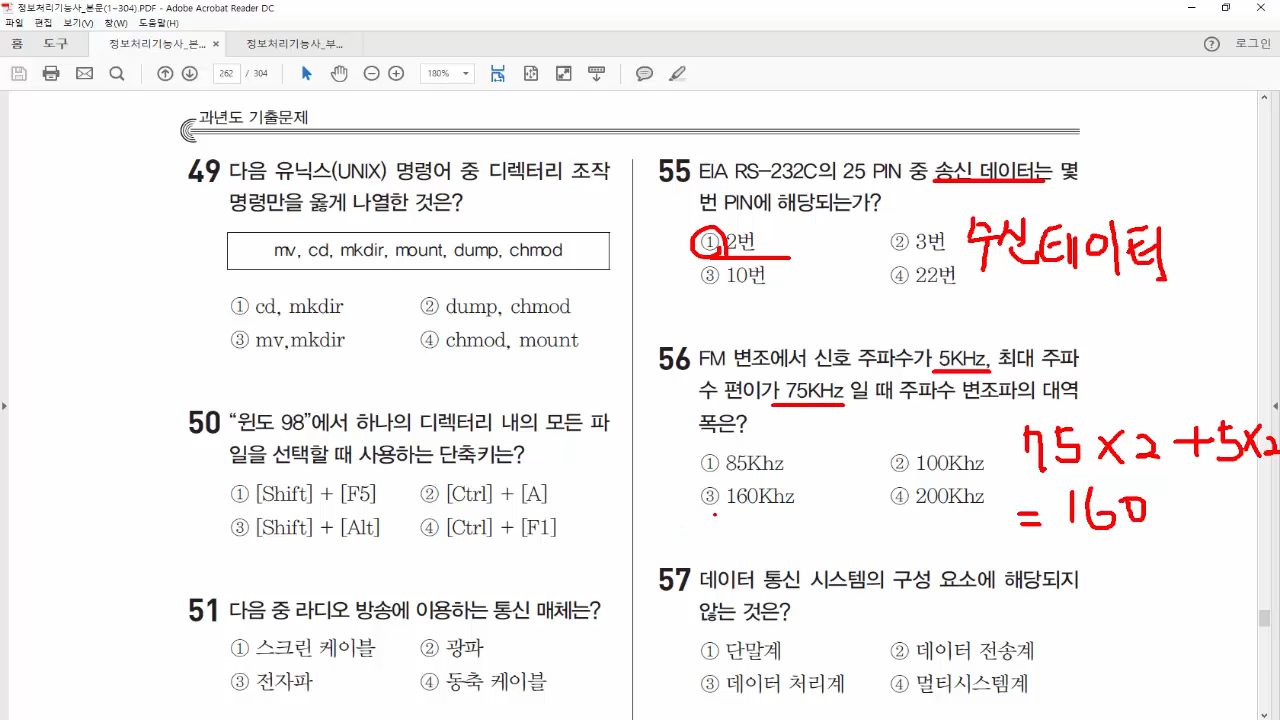 정보처리기능사_본문(1~304).PDF - Adobe Acrobat Reader DC
파일 편집 보기(V) 창(W) 도움말(H)
홈 도구 정보처리기능사_본... × 정보처리기능사_부... 로그인
262 / 304 180%
과년도 기출문제
49 다음 유닉스(UNIX) 명령어 중 디렉터리 조작
명령만을 옳게 나열한 것은?
mv, cd, mkdir, mount, dump, chmod
① cd, mkdir ② dump, chmod
③ mv,mkdir ④ chmod, mount
50 “윈도 98”에서 하나의 디렉터리 내의 모든 파
일을 선택할 때 사용하는 단축키는?
① [Shift] + [F5] ② [Ctrl] + [A]
③ [Shift] + [Alt] ④ [Ctrl] + [F1]
51 다음 중 라디오 방송에 이용하는 통신 매체는?
① 스크린 케이블 ② 광파
③ 전자파 ④ 동축 케이블
55 EIA RS-232C의 25 PIN 중 송신 데이터는 몇
번 PIN에 해당되는가?
① 2번 ② 3번 수신데이터
③ 10번 ④ 22번
56 FM 변조에서 신호 주파수가 5KHz, 최대 주파
수 편이가 75KHz 일 때 주파수 변조파의 대역
폭은?
75×2+5×2
① 85Khz ② 100Khz
③ 160Khz ④ 200Khz
= 160
57 데이터 통신 시스템의 구성 요소에 해당되지
않는 것은?
① 단말계 ② 데이터 전송계
③ 데이터 처리계 ④ 멀티시스템계